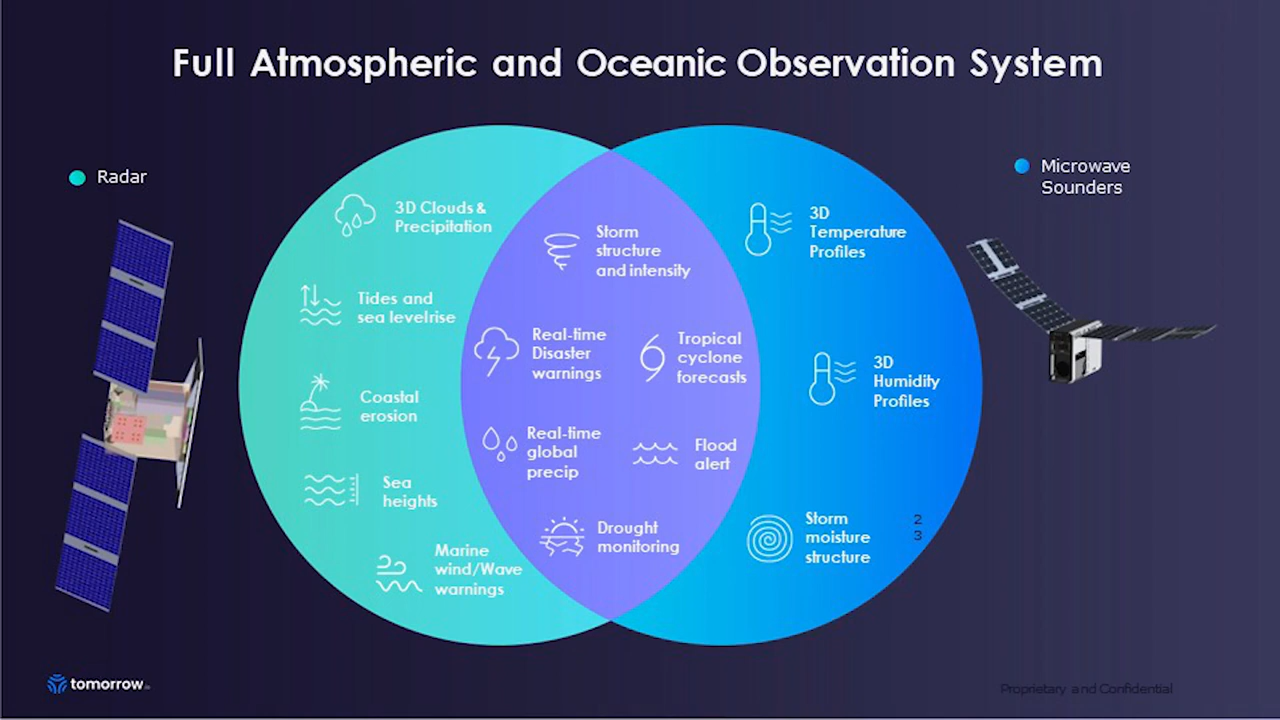 Full Atmospheric and Oceanic Observation System
Radar
Microwave
Sounders
3D Clouds &
Precipitation
Tides and
sea levelrise
Coastal
erosion
Sea
heights
Marine
wind/Wave
warnings
Storm
structure
and intensity
Real-time
Disaster
warnings
Tropical
cyclone
forecasts
Real-time
global
precip
Flood
alert
Drought
monitoring
3D
Temperature
Profiles
3D
Humidity
Profiles
Storm
moisture
structure
2
3
tomorrow.io
Proprietary and Confidential